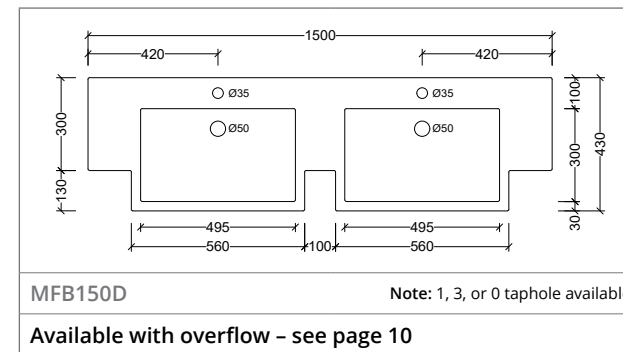 1500
420 420
Ø35 Ø35
100
300
Ø50 Ø50
300
430
130
30
495 495
560 100 560
MFB150D Note: 1, 3, or 0 taphole available
Available with overflow – see page 10